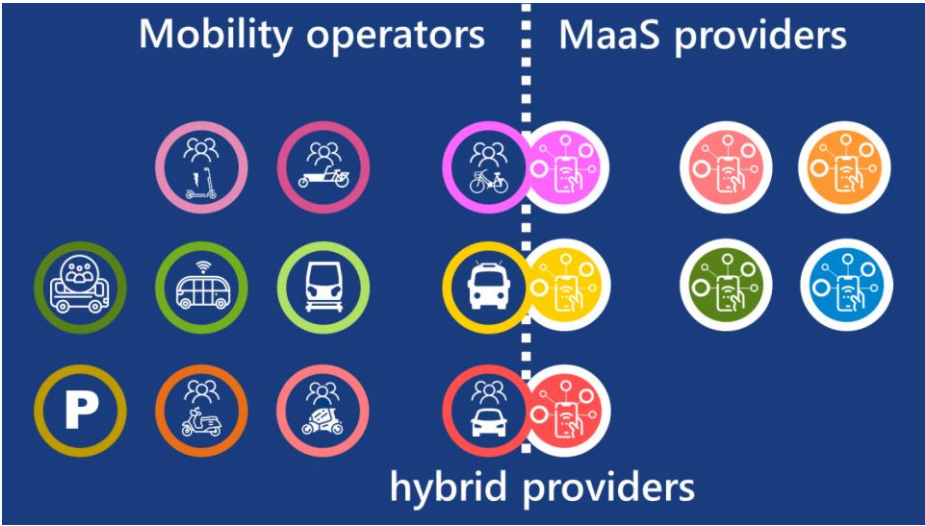 Mobility operators
MaaS providers
P
hybrid providers